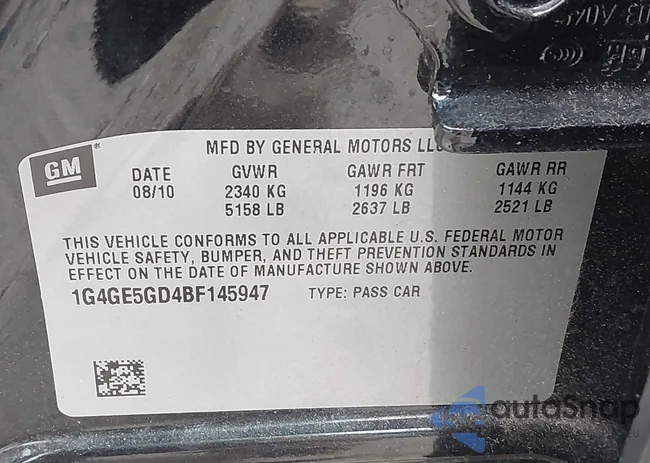 MFD BY GENERAL MOTORS LLC
GM
DATE GVWR GAWR FRT GAWR RR
08/10 2340 KG 1196 KG 1144 KG
5158 LB 2637 LB 2521 LB
THIS VEHICLE CONFORMS TO ALL APPLICABLE U.S. FEDERAL MOTOR
VEHICLE SAFETY, BUMPER, AND THEFT PREVENTION STANDARDS IN
EFFECT ON THE DATE OF MANUFACTURE SHOWN ABOVE.
1G4GE5GD4BF145947 TYPE: PASS CAR
autoSnap